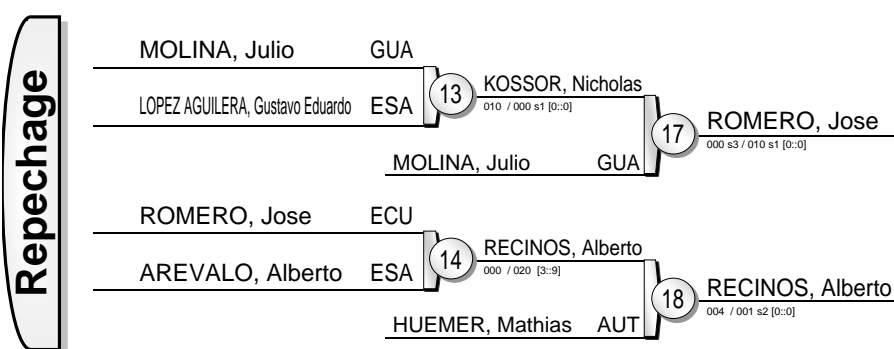 Repechage
MOLINA, Julio GUA
LOPEZ AGUILERA, Gustavo Eduardo ESA
13
KOSSOR, Nicholas
010 / 000 s1 [0::0]
MOLINA, Julio GUA
17
ROMERO, Jose
000 s3 / 010 s1 [0::0]
ROMERO, Jose ECU
AREVALO, Alberto ESA
14
RECINOS, Alberto
000 / 020 [3::9]
HUEMER, Mathias AUT
18
RECINOS, Alberto
004 / 001 s2 [0::0]